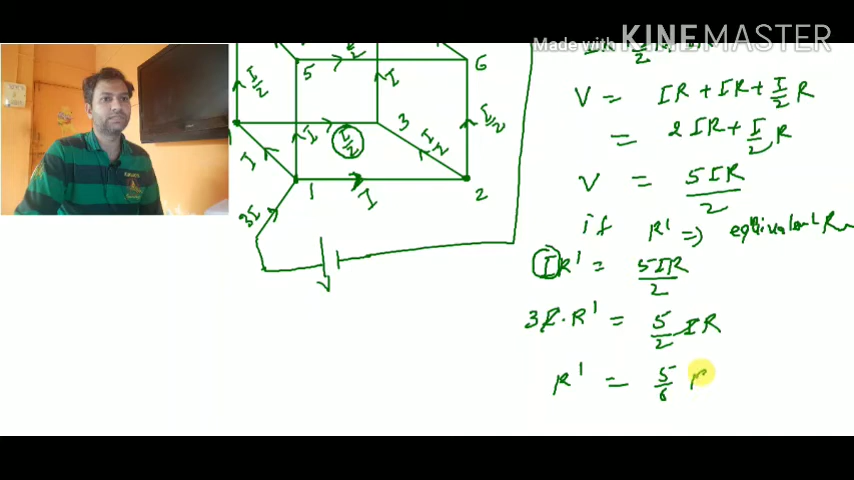 Made with KINEMASTER
V = IR + IR + I/2 R
= 2IR + I/2 R
V = 5IR/2
if R' => equivalent
IR' = 5IR/2
3I . R' = 5/2 IR
R' = 5/6
5
I/2
6
I/2
I
I
3
I
I/2
I/2
I/2
3I
1
I
2
V